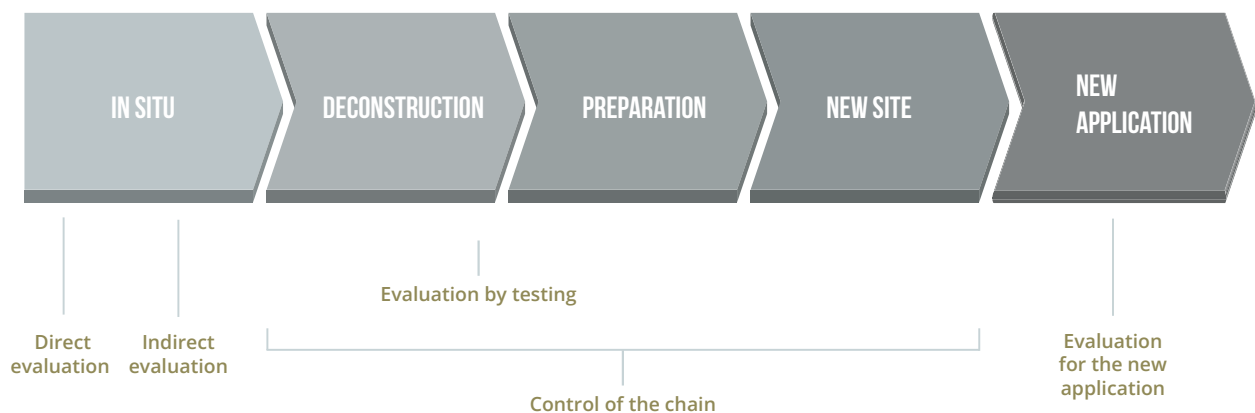 IN SITU
DECONSTRUCTION
PREPARATION
NEW SITE
NEW
APPLICATION
Evaluation by testing
Direct
evaluation
Indirect
evaluation
Evaluation
for the new
application
Control of the chain